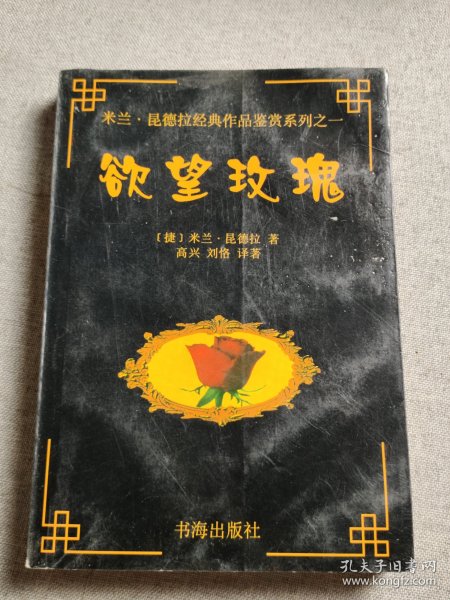 米兰·昆德拉经典作品鉴赏系列之一
欲望玫瑰
〔捷〕米兰·昆德拉 著
高兴 刘恪 译著
书海出版社
孔夫子旧书网
www.kongfz.com